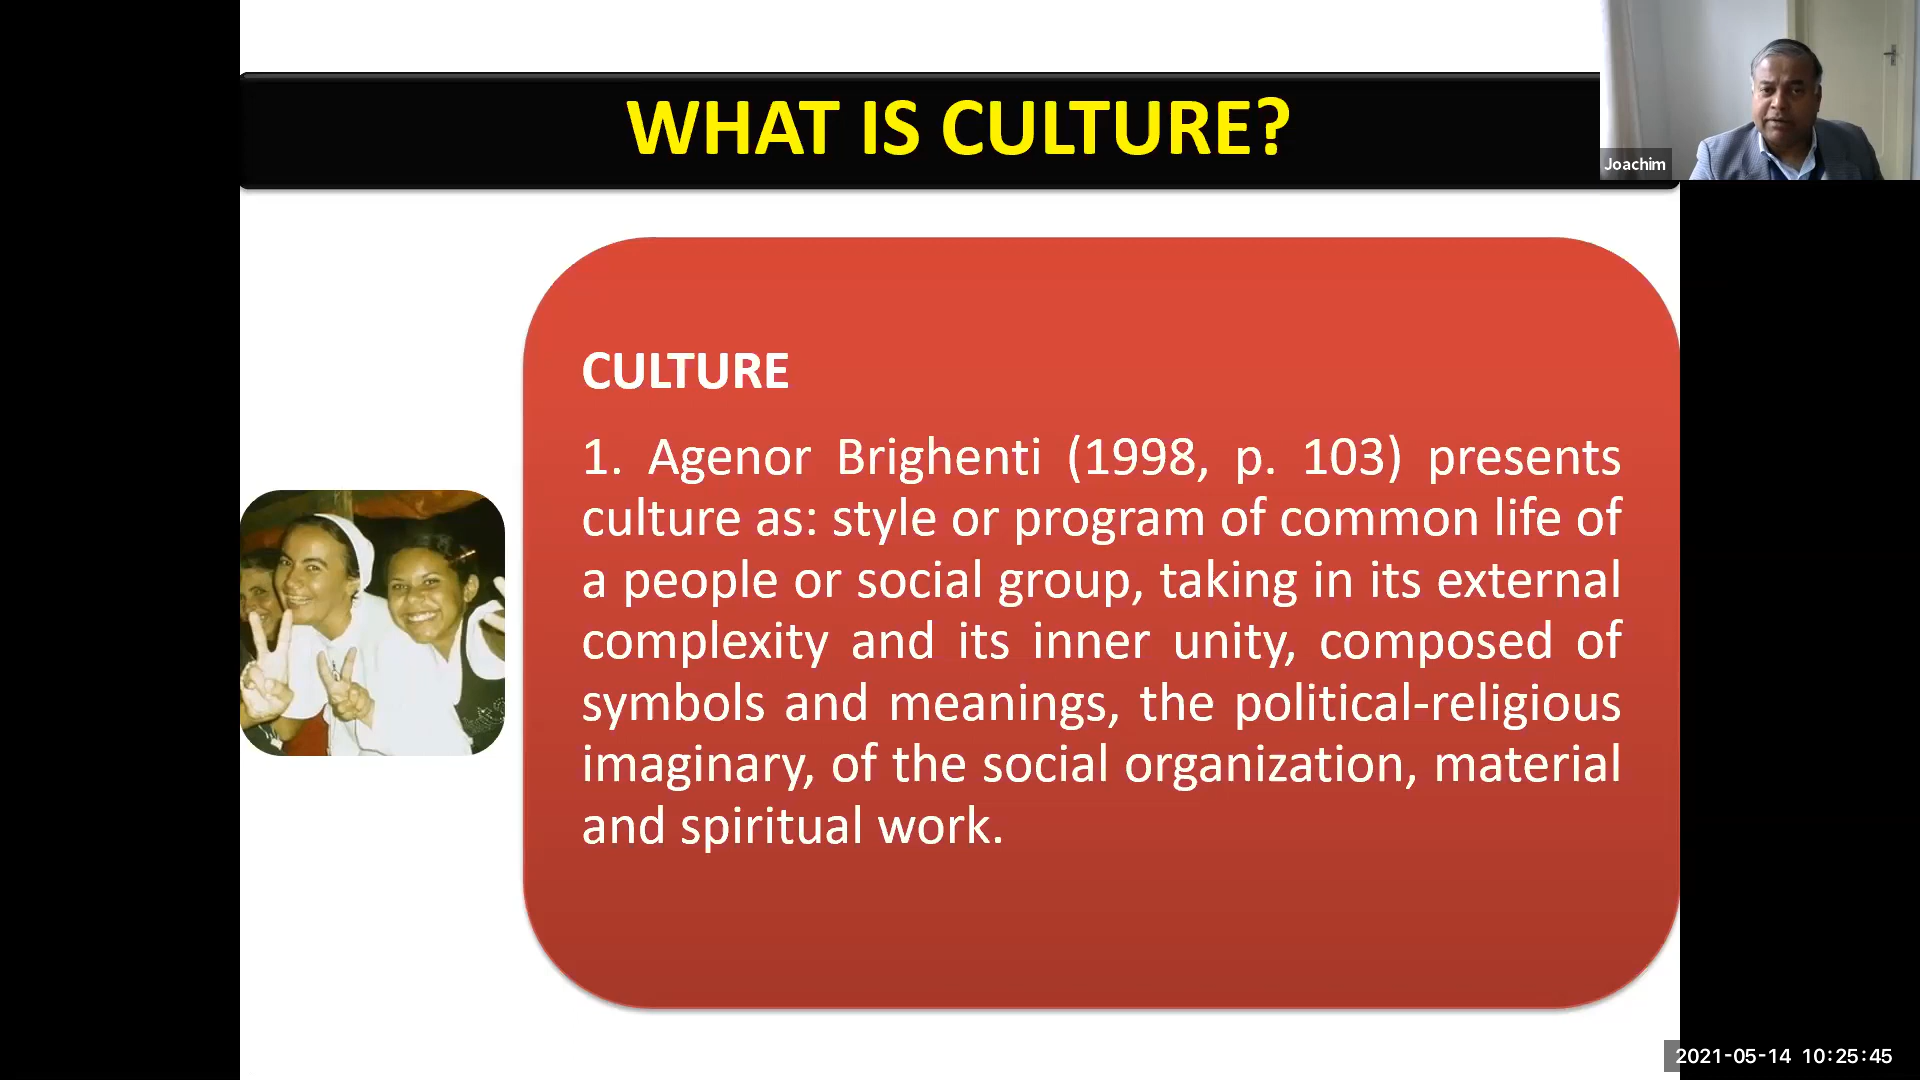 WHAT IS CULTURE?
Joachim
CULTURE
1. Agenor Brighenti (1998, p. 103) presents
culture as: style or program of common life of
a people or social group, taking in its external
complexity and its inner unity, composed of
symbols and meanings, the political-religious
imaginary, of the social organization, material
and spiritual work.
2021-05-14 10:25:45